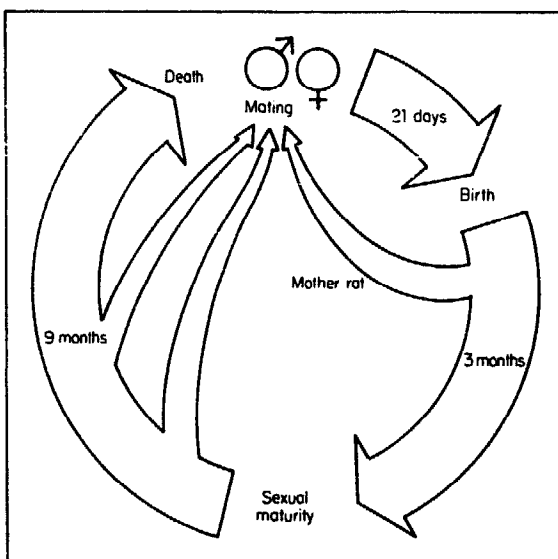 Death
Mating
21 days
Birth
Mother rat
9 months
3 months
Sexual
maturity